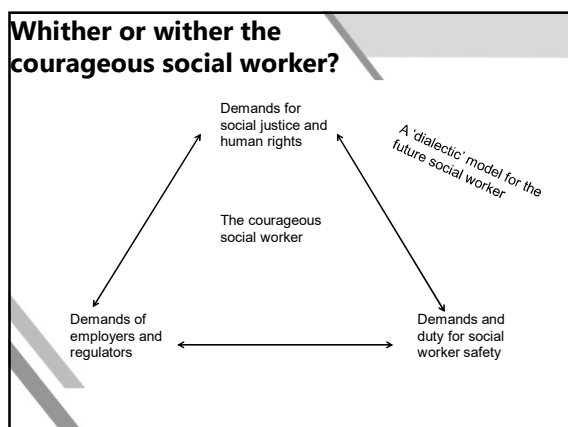 Whither or wither the
courageous social worker?
Demands for
social justice and
human rights
A 'dialectic' model for the
future social worker
The courageous
social worker
Demands of
employers and
regulators
Demands and
duty for social
worker safety